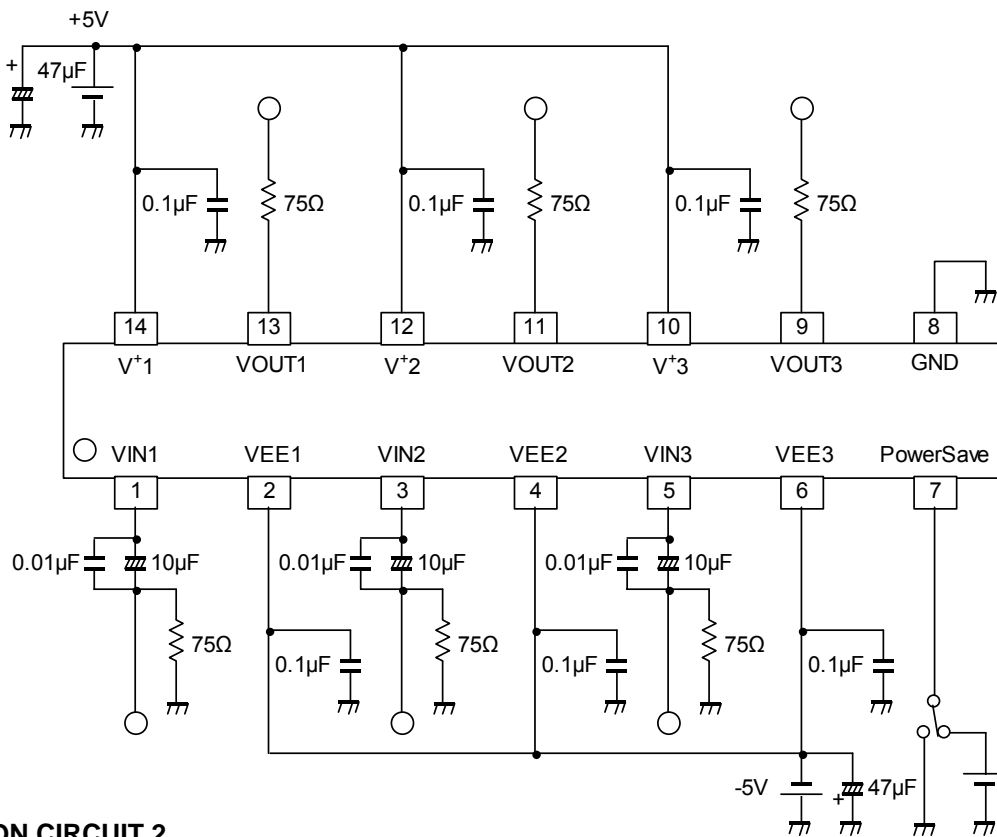 +5V
+
47µF
0.1µF
75Ω
0.1µF
75Ω
0.1µF
75Ω
14
13
12
11
10
9
8
V+1
VOUT1
V+2
VOUT2
V+3
VOUT3
GND
VIN1
VEE1
VIN2
VEE2
VIN3
VEE3
PowerSave
1
2
3
4
5
6
7
0.01µF
10µF
0.01µF
10µF
0.01µF
10µF
75Ω
0.1µF
75Ω
0.1µF
75Ω
0.1µF
-5V
+
47µF
ON CIRCUIT 2